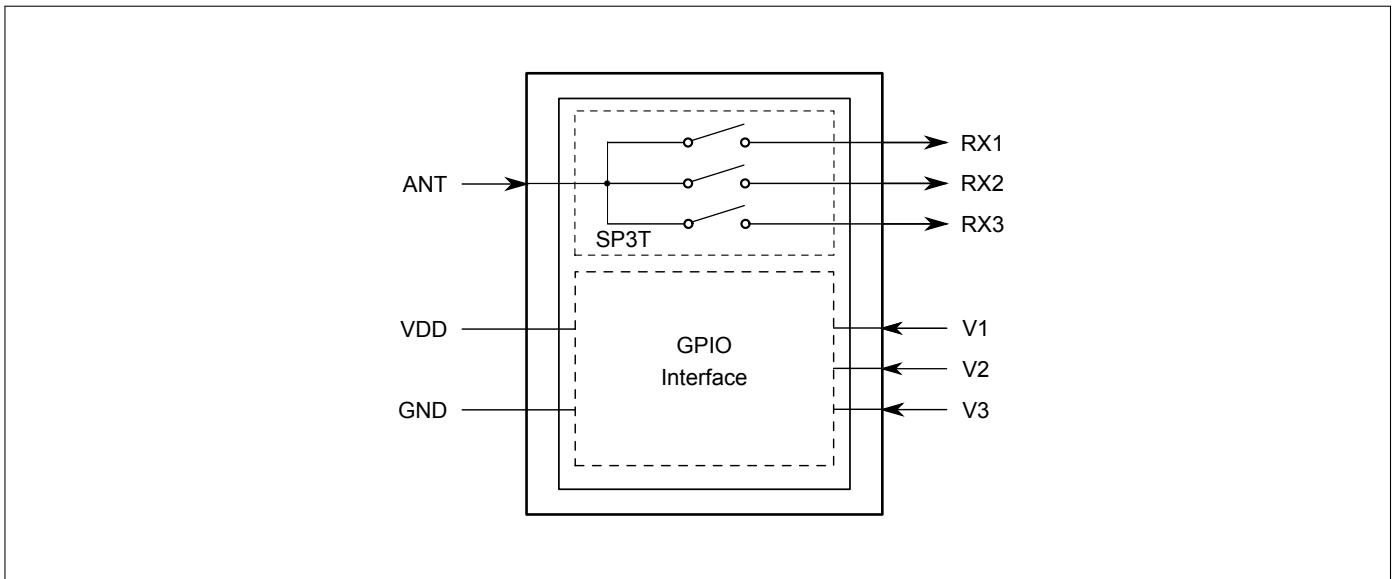 RX1
ANT
RX2
RX3
SP3T
VDD
V1
GPIO
Interface
V2
GND
V3